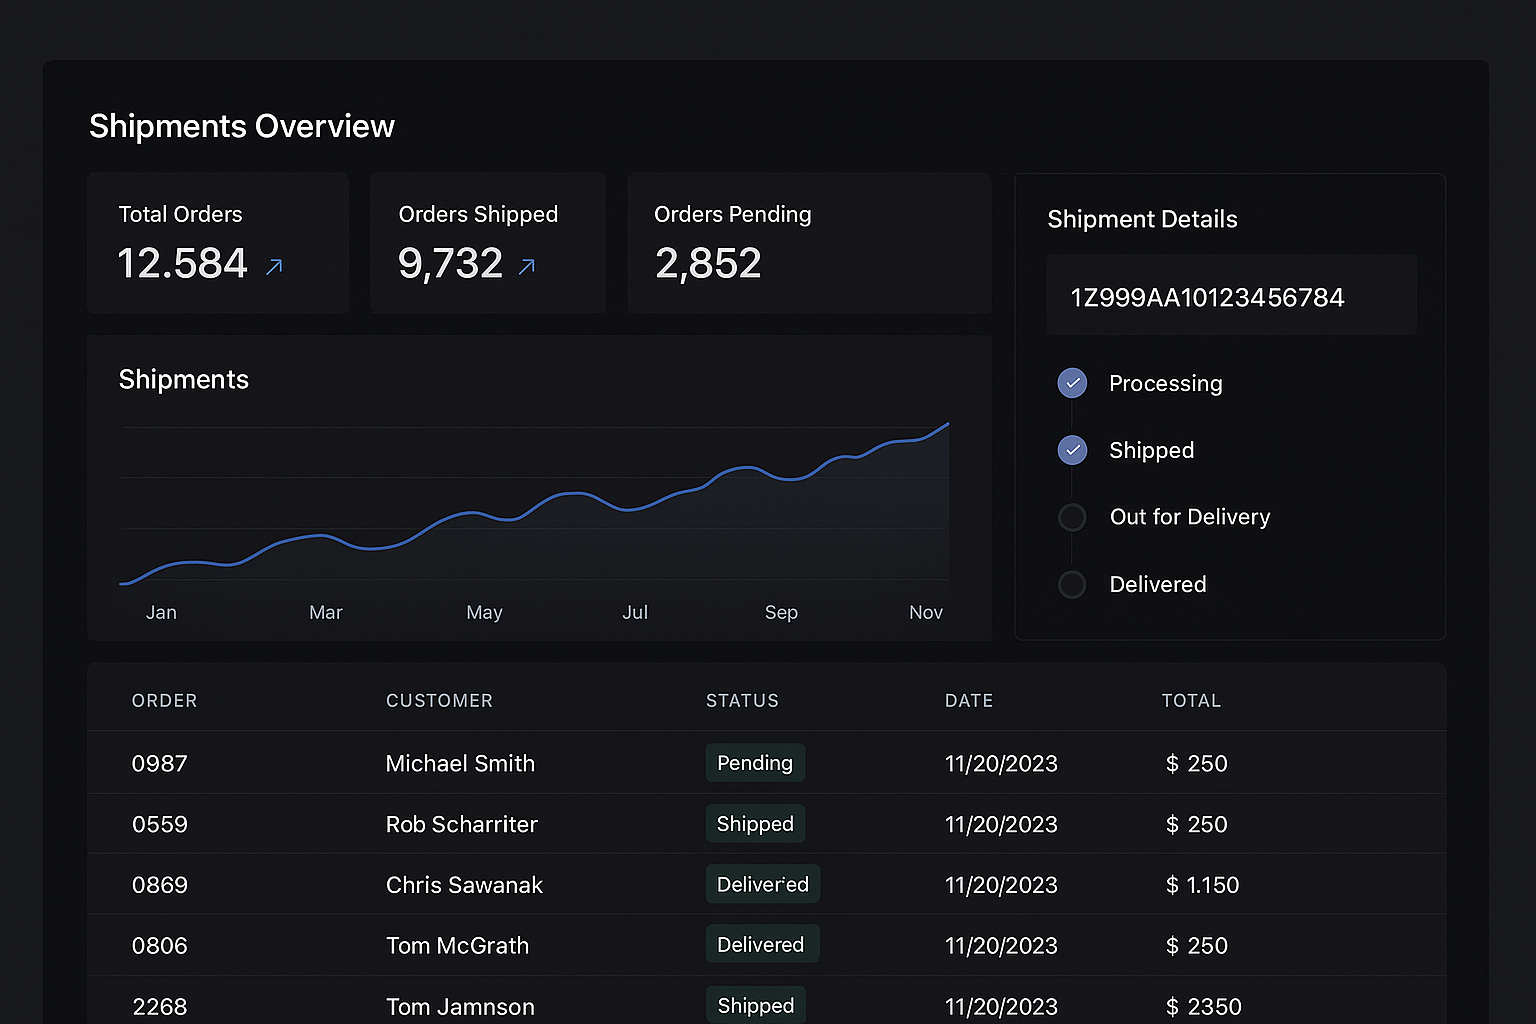 Shipments Overview
Total Orders
12.584
Orders Shipped
9,732
Orders Pending
2,852
Shipments
Jan Mar May Jul Sep Nov
Shipment Details
1Z999AA10123456784
Processing
Shipped
Out for Delivery
Delivered
ORDER CUSTOMER STATUS DATE TOTAL
0987 Michael Smith Pending 11/20/2023 $ 250
0559 Rob Scharriter Shipped 11/20/2023 $ 250
0869 Chris Sawanak Delivered 11/20/2023 $ 1.150
0806 Tom McGrath Delivered 11/20/2023 $ 250
2268 Tom Jamnson Shipped 11/20/2023 $ 2350